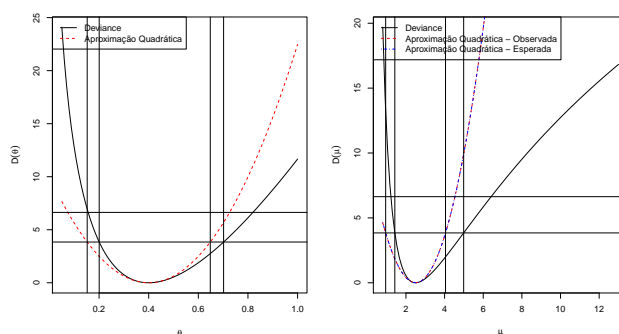 Deviance
Aproximação Quadrática
D(θ)
0
5
10
15
20
25
0.2
0.4
0.6
0.8
1.0
θ
Deviance
Aproximação Quadrática − Observada
Aproximação Quadrática − Esperada
D(μ)
0
5
10
15
20
2
4
6
8
10
12
μ